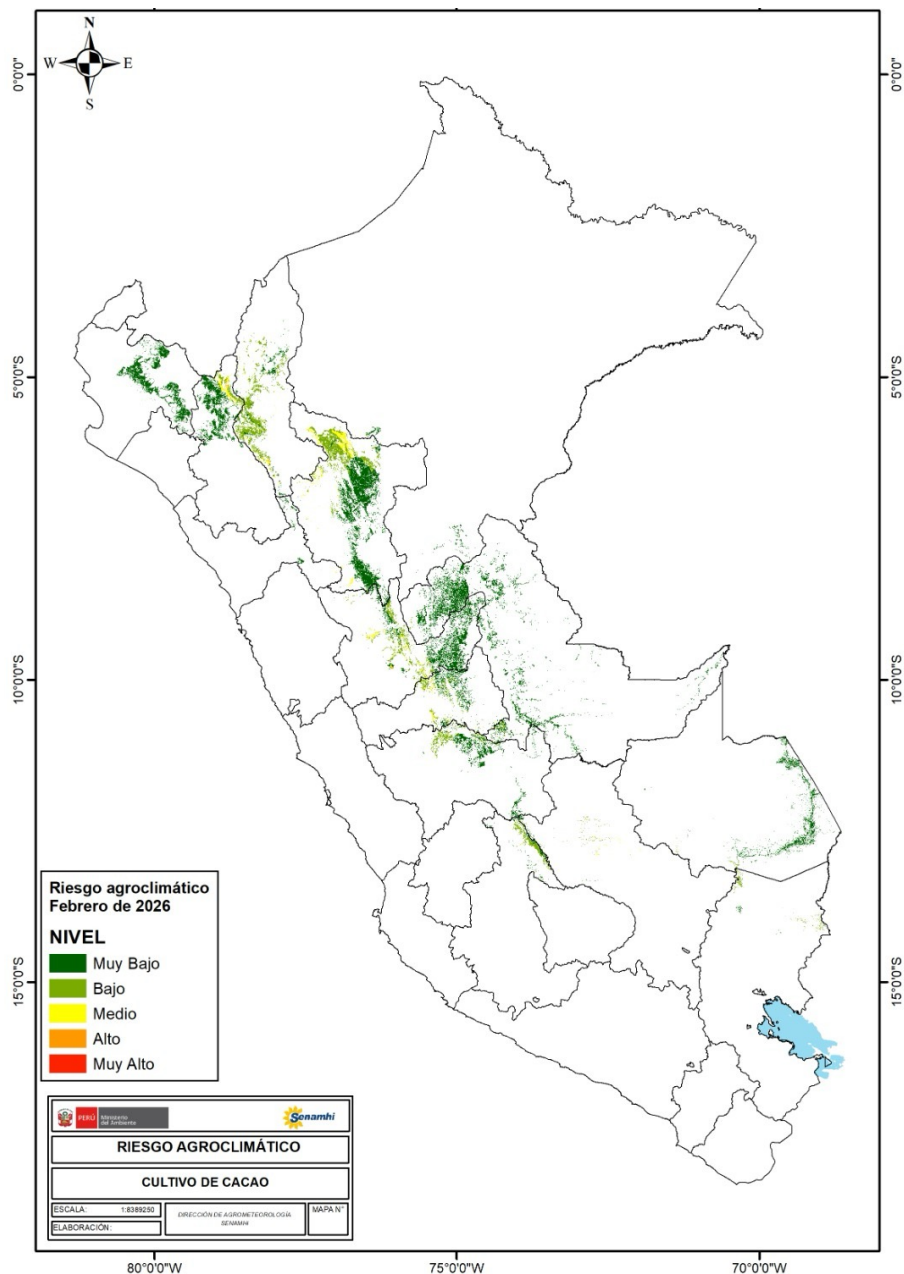 N
W
E
S
0°0'0"
0°0'0"
5°0'0"S
5°0'0"S
10°0'0"S
10°0'0"S
15°0'0"S
15°0'0"S
Riesgo agroclimático
Febrero de 2026
NIVEL
Muy Bajo
Bajo
Medio
Alto
Muy Alto
PERÚ
Ministerio
del Ambiente
Senamhi
RIESGO AGROCLIMÁTICO
CULTIVO DE CACAO
ESCALA: 1:8389250
DIRECCIÓN DE AGROMETEOROLOGÍA
SENAMHI
MAPA N°
ELABORACIÓN:
80°0'0"W
75°0'0"W
70°0'0"W